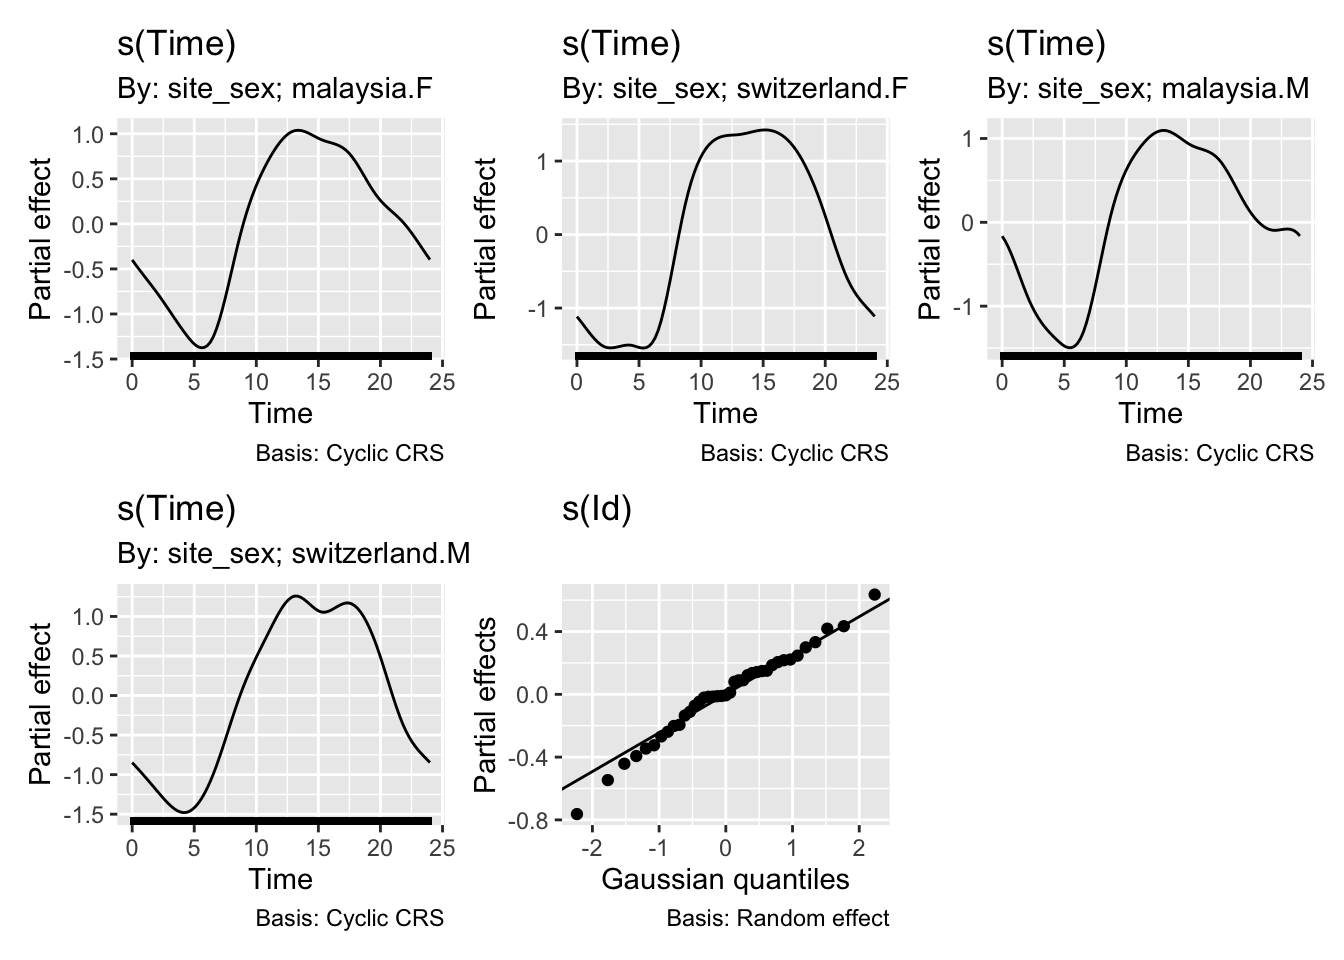 s(Time)
By: site_sex; malaysia.F
Partial effect
1.0
0.5
0.0
-0.5
-1.0
-1.5
0 5 10 15 20 25
Time
Basis: Cyclic CRS
s(Time)
By: site_sex; switzerland.F
Partial effect
1
0
-1
0 5 10 15 20 25
Time
Basis: Cyclic CRS
s(Time)
By: site_sex; malaysia.M
Partial effect
1
0
-1
0 5 10 15 20 25
Time
Basis: Cyclic CRS
s(Time)
By: site_sex; switzerland.M
Partial effect
1.0
0.5
0.0
-0.5
-1.0
-1.5
0 5 10 15 20 25
Time
Basis: Cyclic CRS
s(Id)
Partial effects
0.4
0.0
-0.4
-0.8
-2 -1 0 1 2
Gaussian quantiles
Basis: Random effect